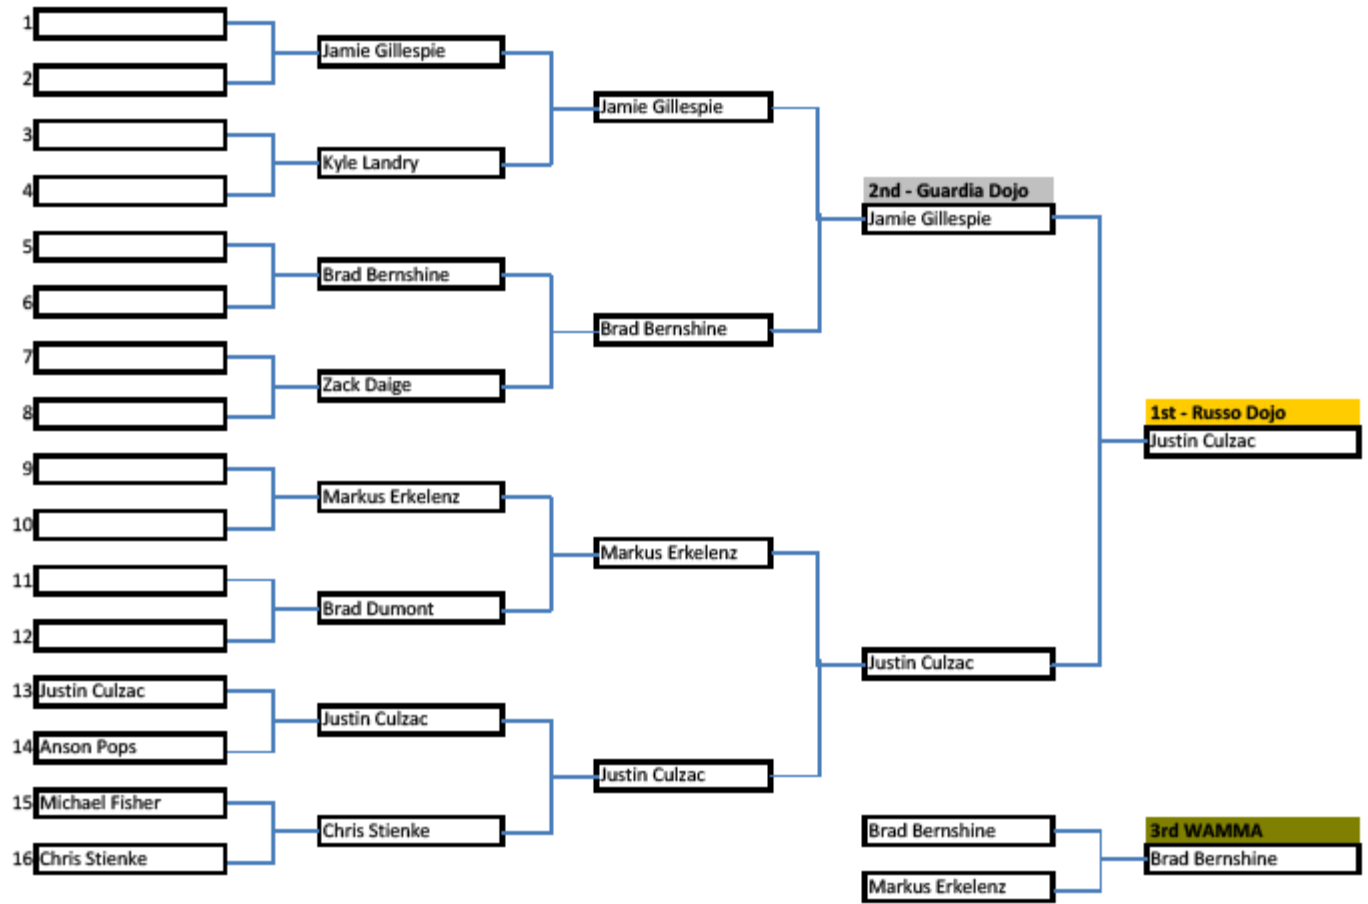 1
2
3
4
5
6
7
8
9
10
11
12
13 Justin Culzac
14 Anson Pops
15 Michael Fisher
16 Chris Stienke
Jamie Gillespie
Kyle Landry
Brad Bernshine
Zack Daige
Markus Erkelenz
Brad Dumont
Justin Culzac
Chris Stienke
Jamie Gillespie
Brad Bernshine
Markus Erkelenz
Justin Culzac
2nd - Guardia Dojo
Jamie Gillespie
Justin Culzac
Brad Bernshine
Markus Erkelenz
1st - Russo Dojo
Justin Culzac
3rd WAMMA
Brad Bernshine